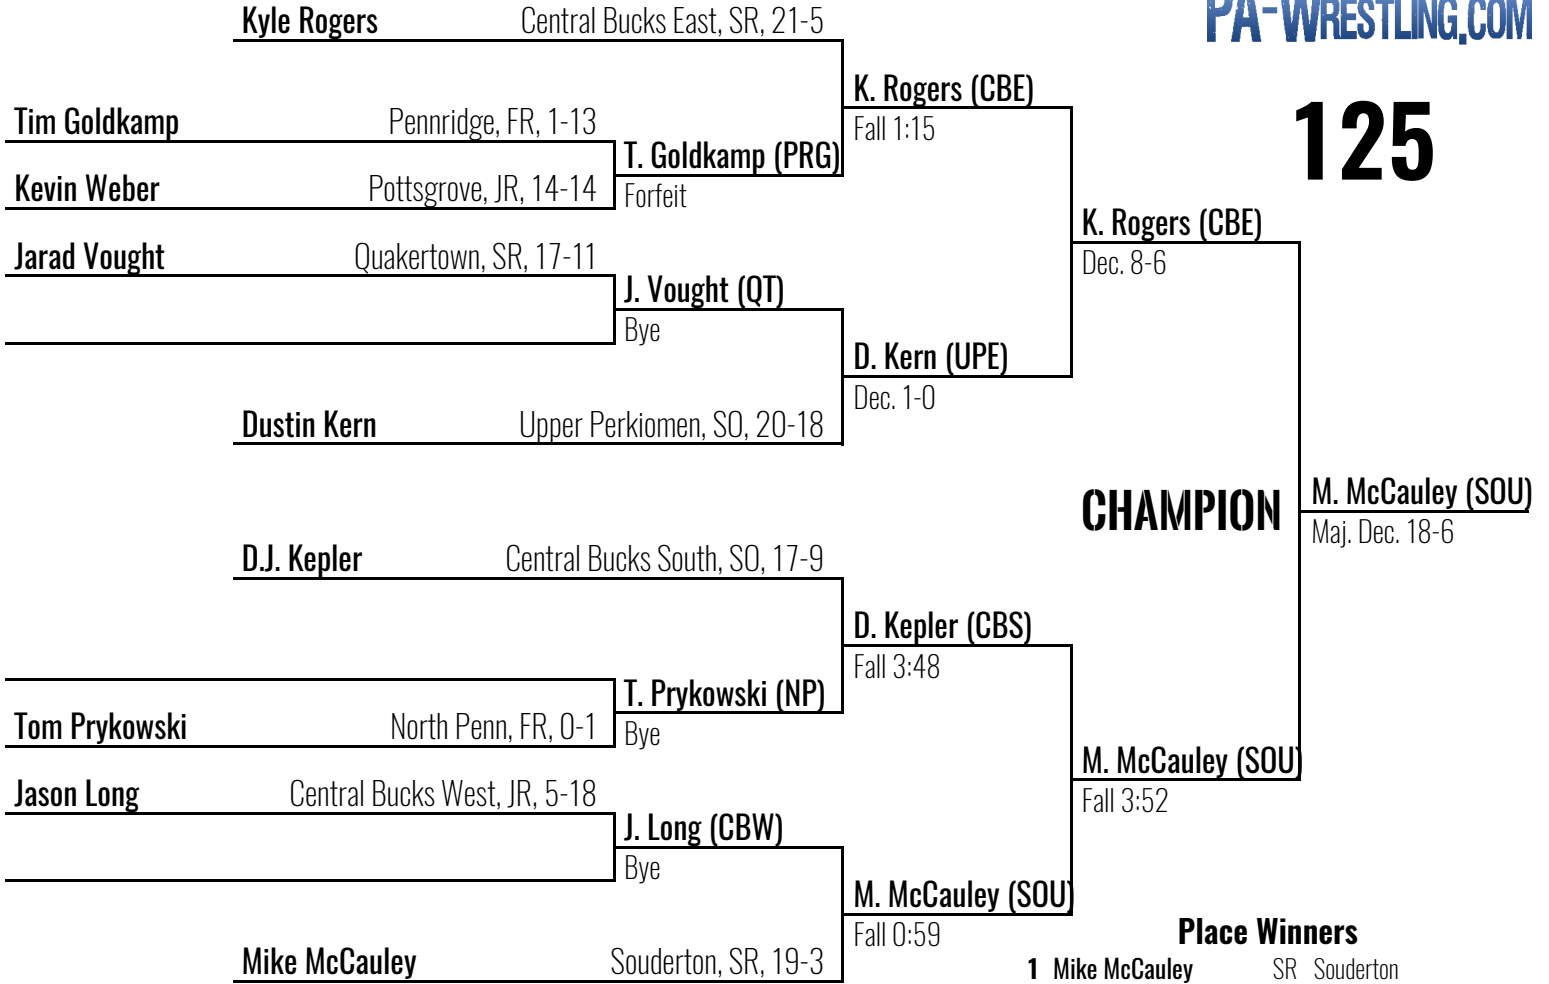 Kyle Rogers Central Bucks East, SR, 21-5
PA-WRESTLING.COM
K. Rogers (CBE)
Fall 1:15
125
Tim Goldkamp Pennridge, FR, 1-13
T. Goldkamp (PRG)
Forfeit
Kevin Weber Pottsgrove, JR, 14-14
K. Rogers (CBE)
Dec. 8-6
Jarad Vought Quakertown, SR, 17-11
J. Vought (QT)
Bye
D. Kern (UPE)
Dec. 1-0
Dustin Kern Upper Perkiomen, SO, 20-18
CHAMPION
M. McCauley (SOU)
Maj. Dec. 18-6
D.J. Kepler Central Bucks South, SO, 17-9
D. Kepler (CBS)
Fall 3:48
T. Prykowski (NP)
Bye
Tom Prykowski North Penn, FR, 0-1
M. McCauley (SOU)
Fall 3:52
Jason Long Central Bucks West, JR, 5-18
J. Long (CBW)
Bye
M. McCauley (SOU)
Fall 0:59
Mike McCauley Souderton, SR, 19-3
Place Winners
1 Mike McCauley SR Souderton